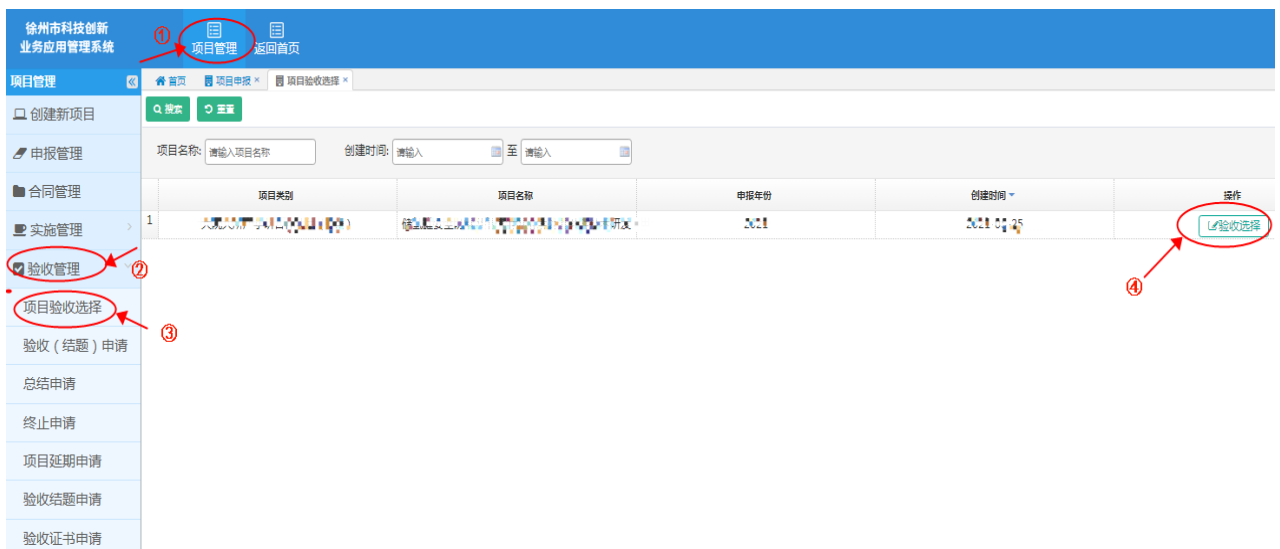 徐州市科技创新
业务应用管理系统
①
项目管理
返回首页
项目管理
首页
项目申报 ×
项目验收选择 ×
创建新项目
搜索
重置
申报管理
项目名称: 请输入项目名称
创建时间: 请输入
至 请输入
合同管理
项目类别
项目名称
申报年份
创建时间
操作
实施管理
1
研发
2021
验收选择
验收管理
②
④
项目验收选择
③
验收（结题）申请
总结申请
终止申请
项目延期申请
验收结题申请
验收证书申请